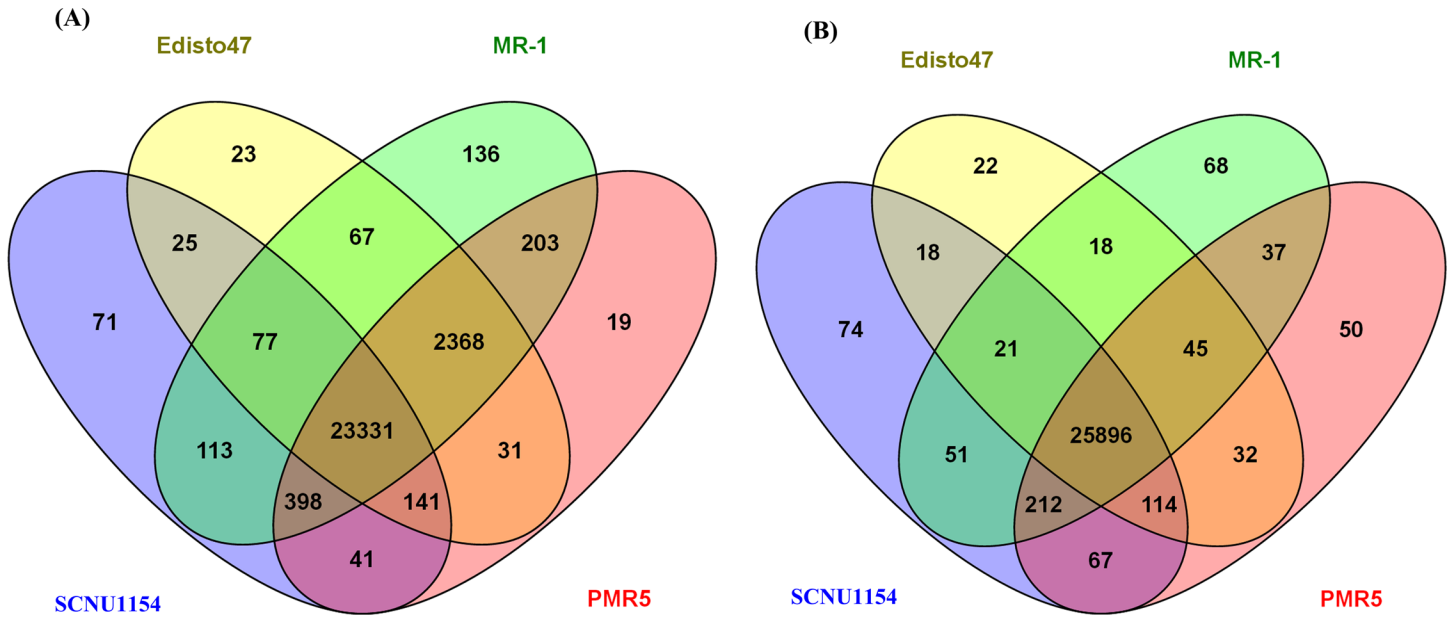 (A)
Edisto47 MR-1
23 136
25 67 203
71 77 2368 19
113 23331 31
398 141
41
SCNU1154 PMR5
(B)
Edisto47 MR-1
22 68
18 18 37
74 21 45 50
51 25896 32
212 114
67
SCNU1154 PMR5